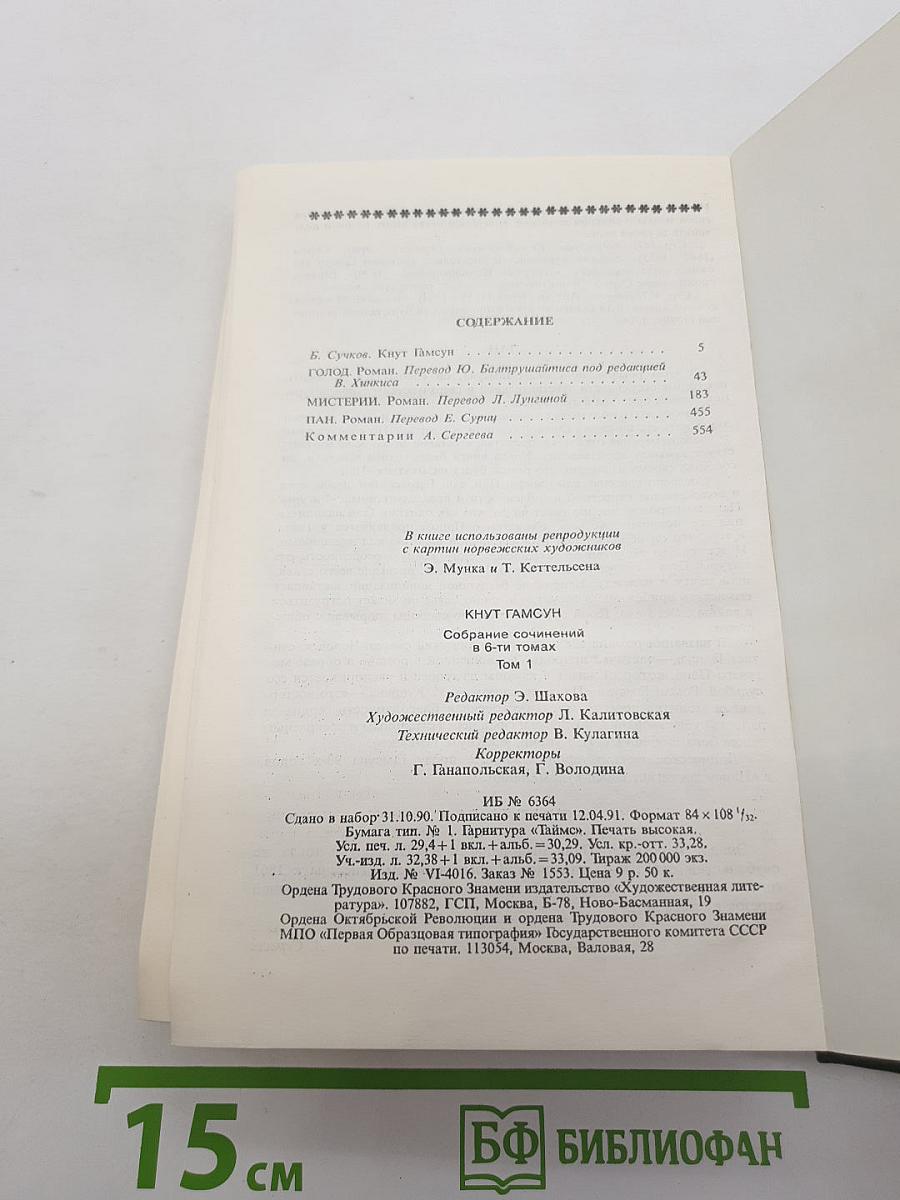 ✲✲✲✲✲✲✲✲✲✲✲✲✲✲✲✲✲✲✲✲✲✲✲✲✲✲✲✲✲✲
СОДЕРЖАНИЕ
Б. Сучков. Кнут Гамсун . . . . . . . . . . . . . . . . . . 5
ГОЛОД. Роман. Перевод Ю. Балтрушайтиса под редакцией
В. Хинкиса . . . . . . . . . . . . . . . . . . . . . . . 43
МИСТЕРИИ. Роман. Перевод Л. Лунгиной . . . . . . . . . 183
ПАН. Роман. Перевод Е. Суриц . . . . . . . . . . . . . . . 455
Комментарии А. Сергеева . . . . . . . . . . . . . . . 554
В книге использованы репродукции
с картин норвежских художников
Э. Мунка и Т. Кеттельсена
КНУТ ГАМСУН
Собрание сочинений
в 6-ти томах
Том 1
Редактор Э. Шахова
Художественный редактор Л. Калитовская
Технический редактор В. Кулагина
Корректоры
Г. Ганапольская, Г. Володина
ИБ № 6364
Сдано в набор 31.10.90. Подписано к печати 12.04.91. Формат 84 × 108 1/32.
Бумага тип. № 1. Гарнитура «Таймс». Печать высокая.
Усл. печ. л. 29,4 + 1 вкл. + альб. = 30,29. Усл. кр.-отт. 33,28.
Уч.-изд. л. 32,38 + 1 вкл. + альб. = 33,09. Тираж 200 000 экз.
Изд. № VI-4016. Заказ № 1553. Цена 9 р. 50 к.
Ордена Трудового Красного Знамени издательство «Художественная лите-
ратура». 107882, ГСП, Москва, Б-78, Ново-Басманная, 19
Ордена Октябрьской Революции и ордена Трудового Красного Знамени
МПО «Первая Образцовая типография» Государственного комитета СССР
по печати. 113054, Москва, Валовая, 28
15 см
БФ БИБЛИОФАН